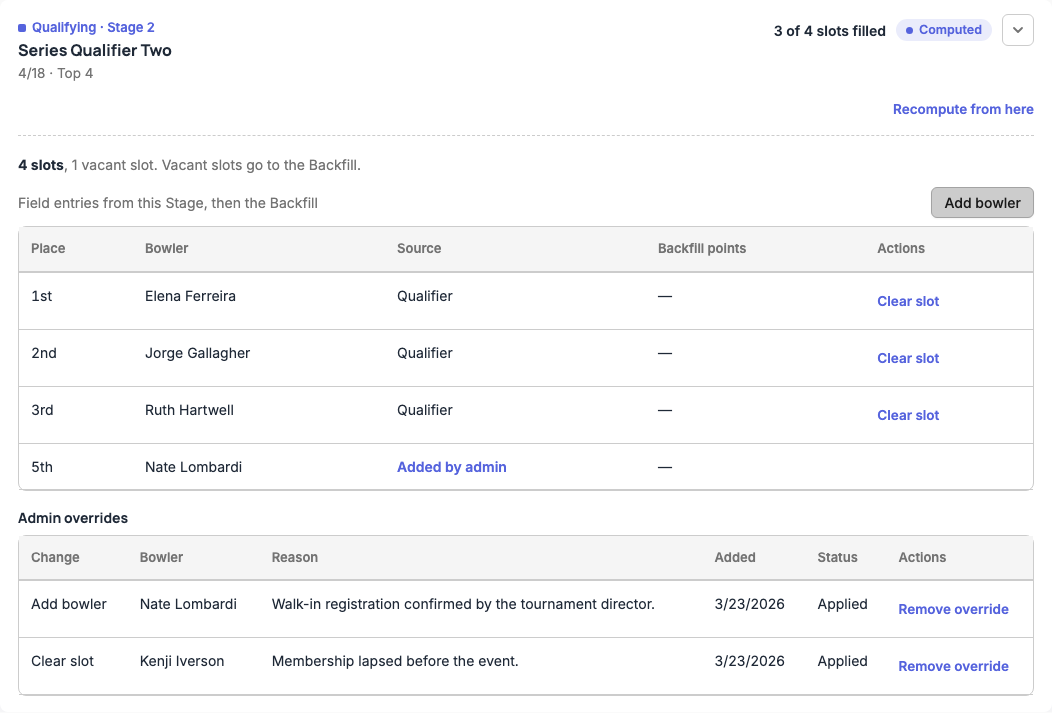 Qualifying · Stage 2
Series Qualifier Two
4/18 · Top 4
3 of 4 slots filled
Computed
Recompute from here
4 slots, 1 vacant slot. Vacant slots go to the Backfill.
Field entries from this Stage, then the Backfill
Add bowler
Place Bowler Source Backfill points Actions
1st Elena Ferreira Qualifier — Clear slot
2nd Jorge Gallagher Qualifier — Clear slot
3rd Ruth Hartwell Qualifier — Clear slot
5th Nate Lombardi Added by admin —
Admin overrides
Change Bowler Reason Added Status Actions
Add bowler Nate Lombardi Walk-in registration confirmed by the tournament director. 3/23/2026 Applied Remove override
Clear slot Kenji Iverson Membership lapsed before the event. 3/23/2026 Applied Remove override